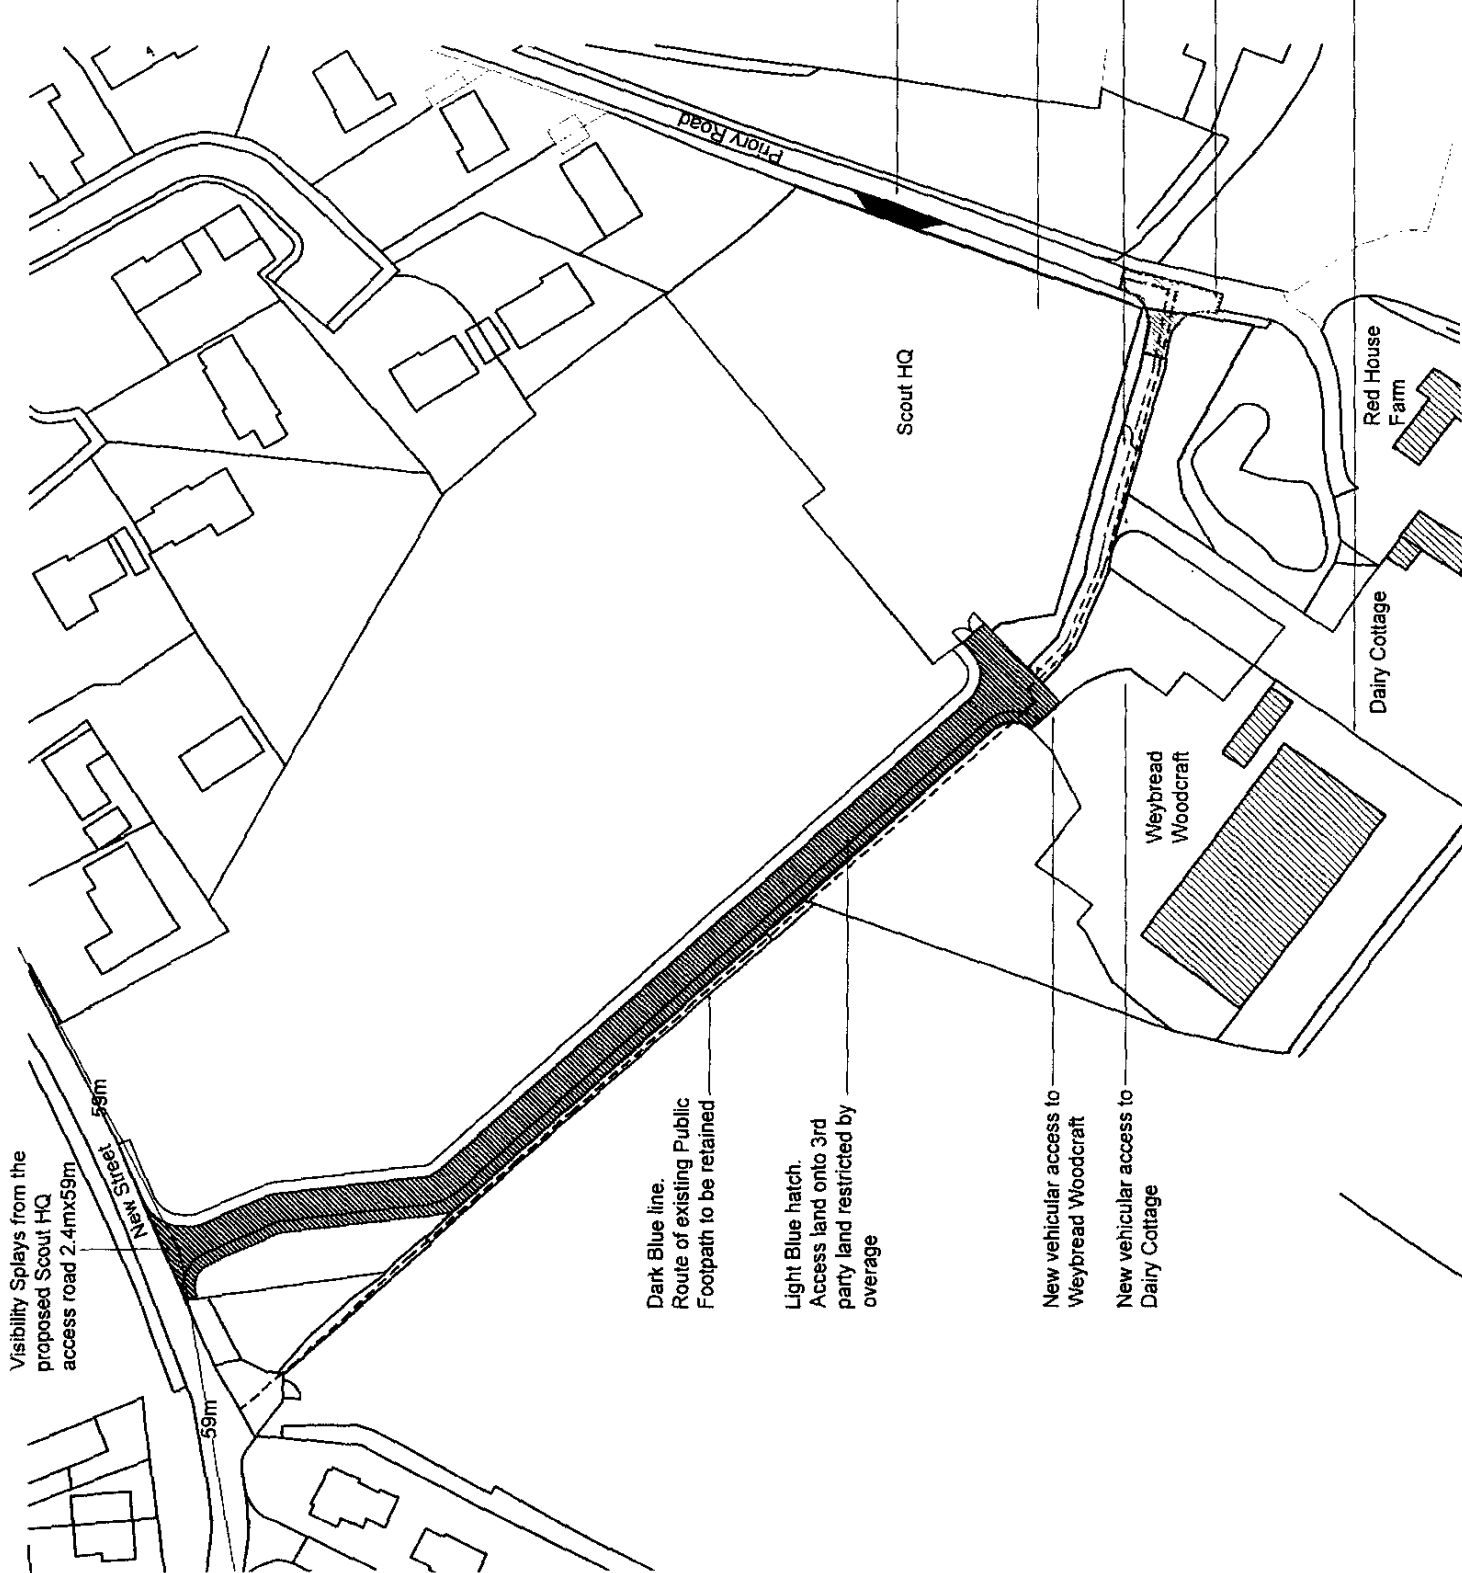 Visibility Splays from the
proposed Scout HQ
access road 2.4mx59m
New Street
59m
59m
Priory Road
Scout HQ
Red House
Farm
Dairy Cottage
Weybread
Woodcraft
Dark Blue line.
Route of existing Public
Footpath to be retained
Light Blue hatch.
Access land onto 3rd
party land restricted by
overage
New vehicular access to
Weybread Woodcraft
New vehicular access to
Dairy Cottage